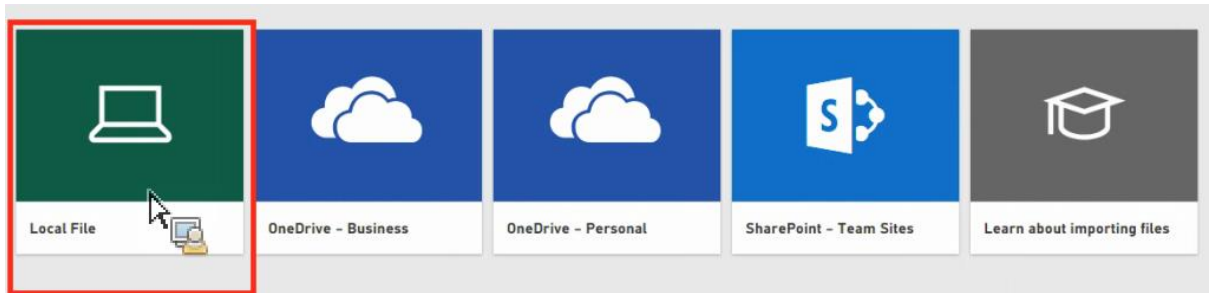 S
Local File
OneDrive – Business
OneDrive – Personal
SharePoint – Team Sites
Learn about importing files